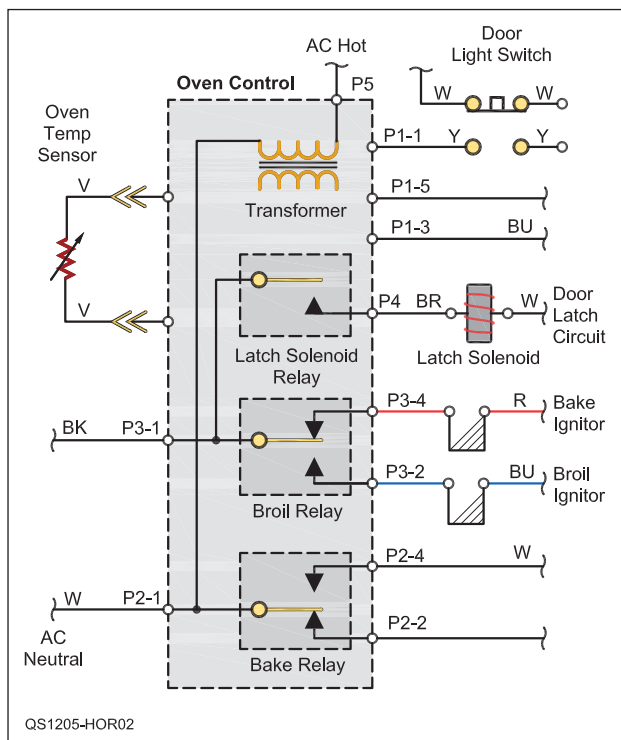 AC Hot
Door
Light Switch
Oven Control
P5
W
W
Oven
Temp
Sensor
P1-1
Y
Y
V
Transformer
P1-5
P1-3
BU
P4
BR
W
Door
Latch
Circuit
V
Latch Solenoid
Relay
Latch Solenoid
BK
P3-1
P3-4
R
Bake
Ignitor
P3-2
BU
Broil
Ignitor
Broil Relay
P2-4
W
W
P2-1
AC
Neutral
P2-2
Bake Relay
QS1205-HOR02